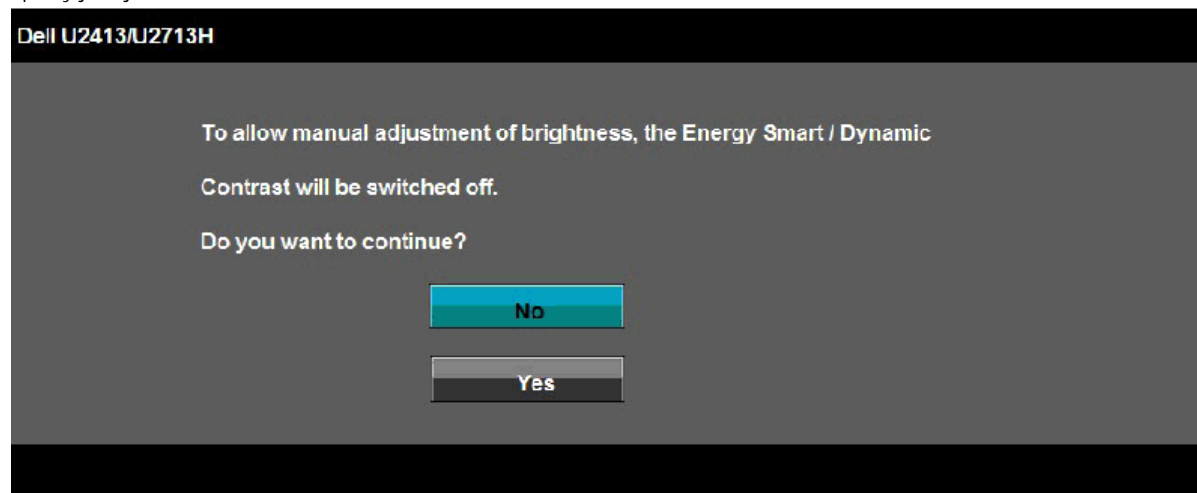 Dell U2413/U2713H
To allow manual adjustment of brightness, the Energy Smart / Dynamic
Contrast will be switched off.
Do you want to continue?
No
Yes